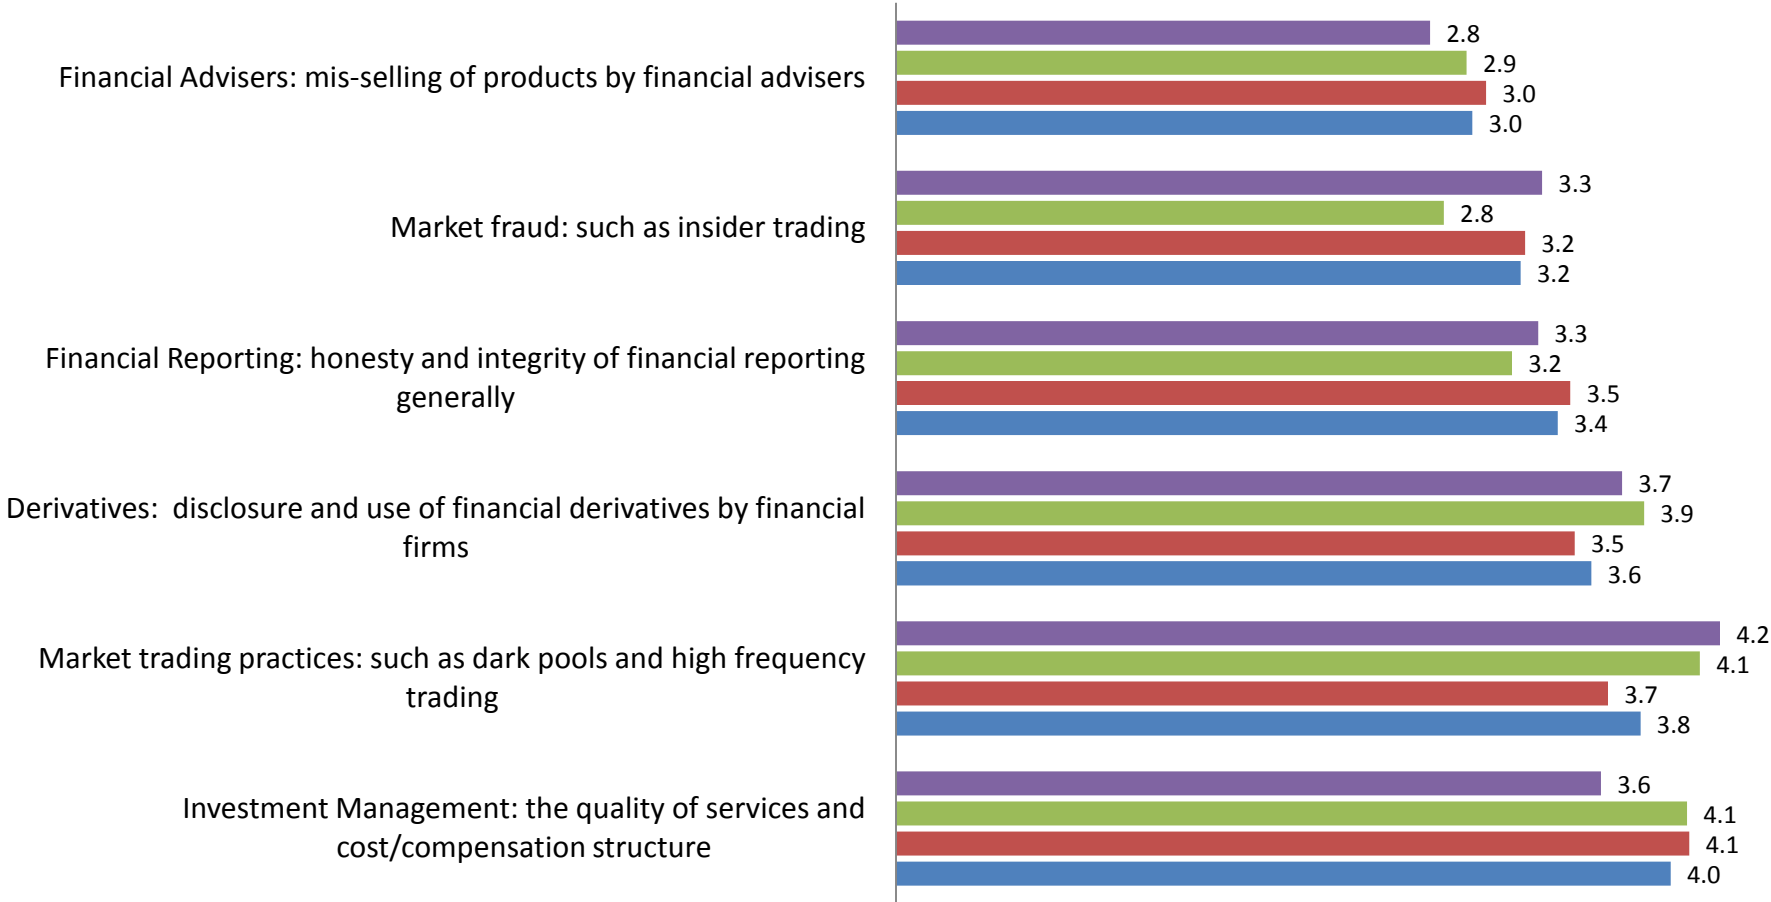 2.8
Financial Advisers: mis-selling of products by financial advisers
2.9
3.0
3.0
3.3
Market fraud: such as insider trading
2.8
3.2
3.2
3.3
Financial Reporting: honesty and integrity of financial reporting
generally
3.2
3.5
3.4
3.7
Derivatives:  disclosure and use of financial derivatives by financial
firms
3.9
3.5
3.6
4.2
Market trading practices: such as dark pools and high frequency
trading
4.1
3.7
3.8
3.6
Investment Management: the quality of services and
cost/compensation structure
4.1
4.1
4.0